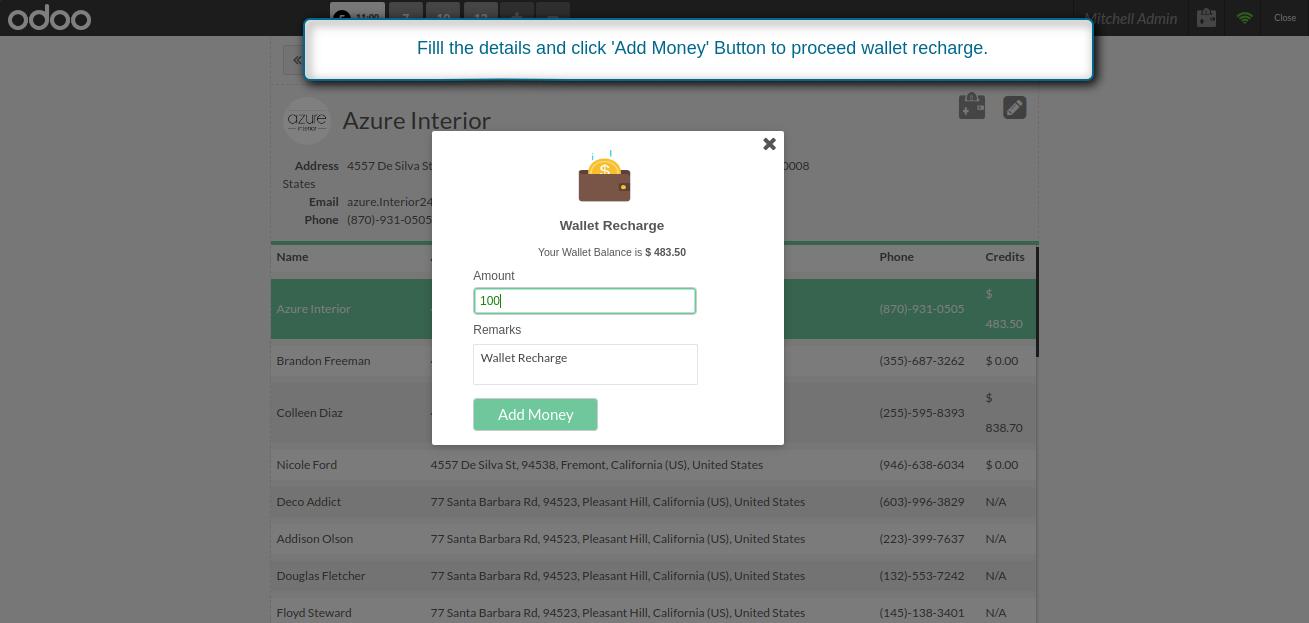 odoo
11:00
7
10
12
Mitchell Admin
Close
Filll the details and click 'Add Money' Button to proceed wallet recharge.
azure
interior
Azure Interior
Address 4557 De Silva St
0008
States
Email azure.Interior24
Phone (870)-931-0505
Wallet Recharge
Your Wallet Balance is $ 483.50
Amount
100
Remarks
Wallet Recharge
Add Money
Name Phone Credits
Azure Interior (870)-931-0505 $
483.50
Brandon Freeman (355)-687-3262 $ 0.00
Colleen Diaz (255)-595-8393 $
838.70
Nicole Ford 4557 De Silva St, 94538, Fremont, California (US), United States (946)-638-6034 $ 0.00
Deco Addict 77 Santa Barbara Rd, 94523, Pleasant Hill, California (US), United States (603)-996-3829 N/A
Addison Olson 77 Santa Barbara Rd, 94523, Pleasant Hill, California (US), United States (223)-399-7637 N/A
Douglas Fletcher 77 Santa Barbara Rd, 94523, Pleasant Hill, California (US), United States (132)-553-7242 N/A
Floyd Steward 77 Santa Barbara Rd, 94523, Pleasant Hill, California (US), United States (145)-138-3401 N/A